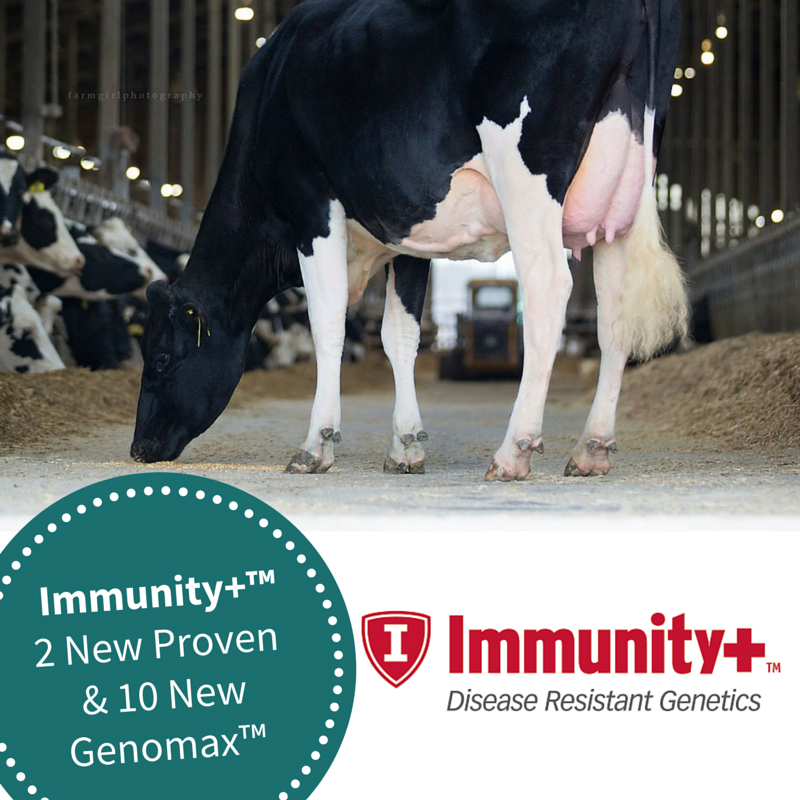 farmgirlphotography
Immunity+™
2 New Proven
& 10 New
Genomax™
I Immunity+™
Disease Resistant Genetics